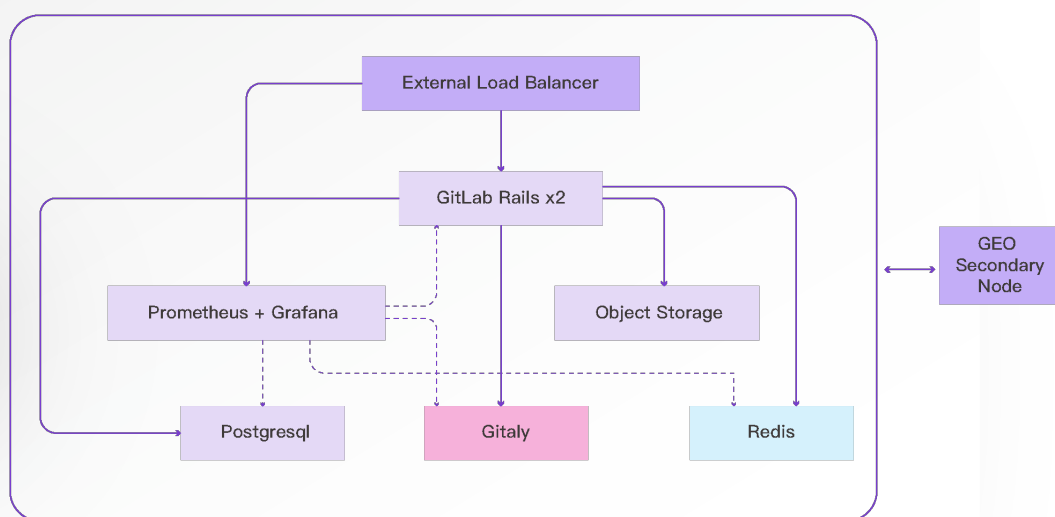 External Load Balancer
GitLab Rails x2
GEO
Secondary
Node
Prometheus + Grafana
Object Storage
Postgresql
Gitaly
Redis